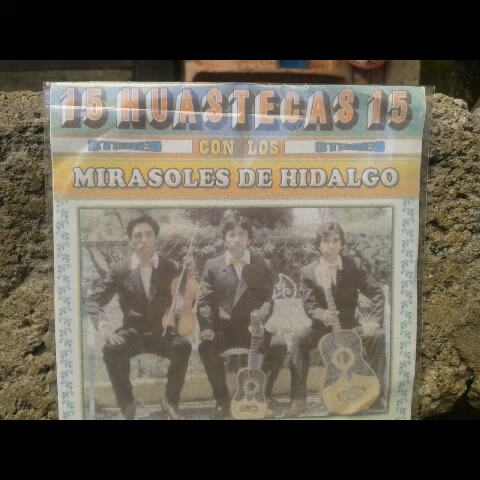 15 HUASTECAS 15
STEREO CON LOS STEREO
MIRASOLES DE HIDALGO